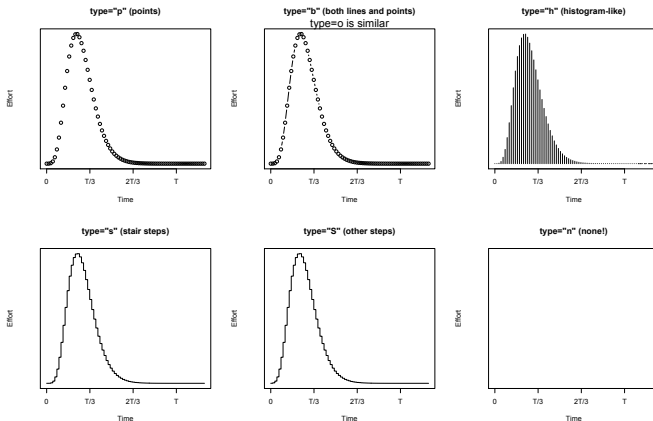 type="p" (points)
type="b" (both lines and points)
type=o is similar
type="h" (histogram-like)
Effort
0 T/3 2T/3 T
Time
Effort
0 T/3 2T/3 T
Time
Effort
0 T/3 2T/3 T
Time
type="s" (stair steps)
type="S" (other steps)
type="n" (none!)
Effort
0 T/3 2T/3 T
Time
Effort
0 T/3 2T/3 T
Time
Effort
0 T/3 2T/3 T
Time